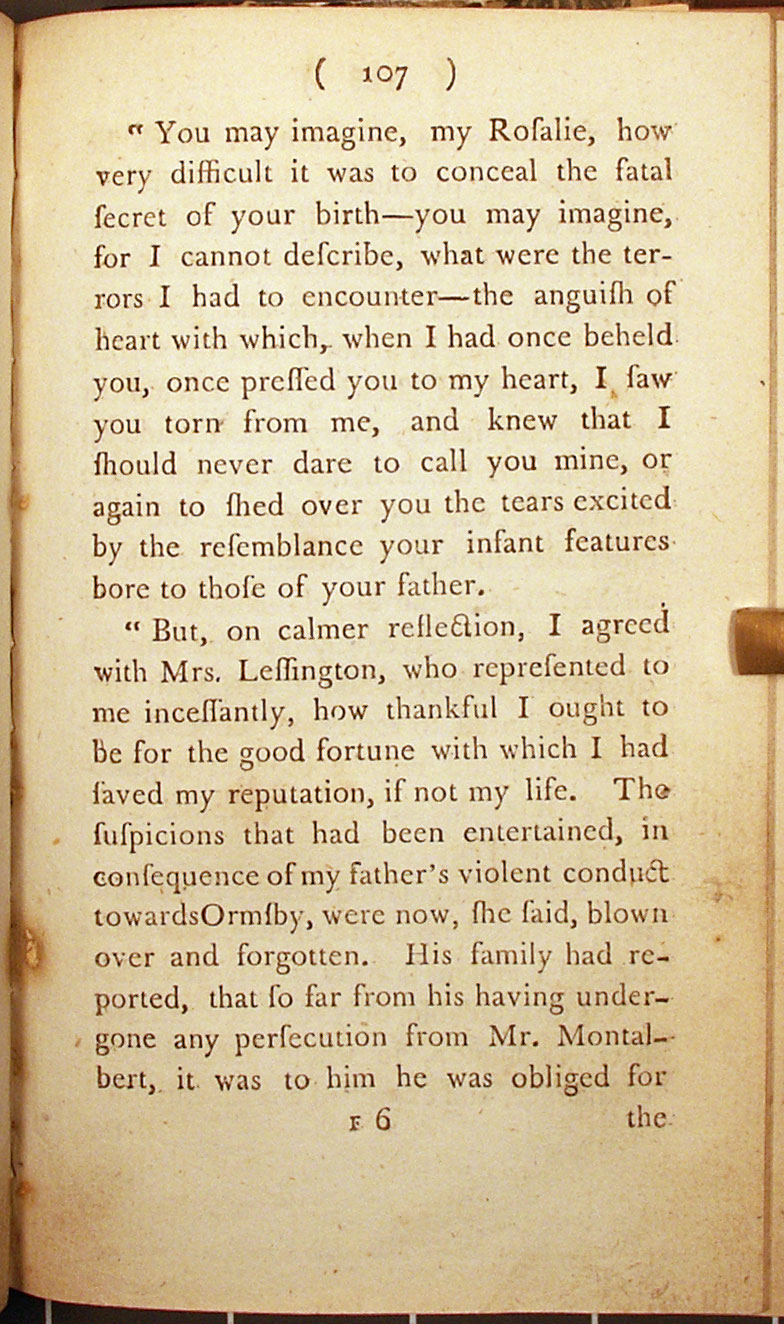 ( 107 )
“ You may imagine, my Roſalie, how
very difficult it was to conceal the fatal
ſecret of your birth—you may imagine,
for I cannot deſcribe, what were the ter-
rors I had to encounter—the anguiſh of
heart with which, when I had once beheld
you, once preſſed you to my heart, I ſaw
you torn from me, and knew that I
ſhould never dare to call you mine, or
again to ſhed over you the tears excited
by the reſemblance your infant features
bore to thoſe of your father.
“ But, on calmer reflection, I agreed
with Mrs. Leſſington, who repreſented to
me inceſſantly, how thankful I ought to
be for the good fortune with which I had
ſaved my reputation, if not my life. The
ſuſpicions that had been entertained, in
conſequence of my father’s violent conduct
towardsOrmſby, were now, ſhe ſaid, blown
over and forgotten. His family had re-
ported, that ſo far from his having under-
gone any perſecution from Mr. Montal-
bert, it was to him he was obliged for
F 6 the